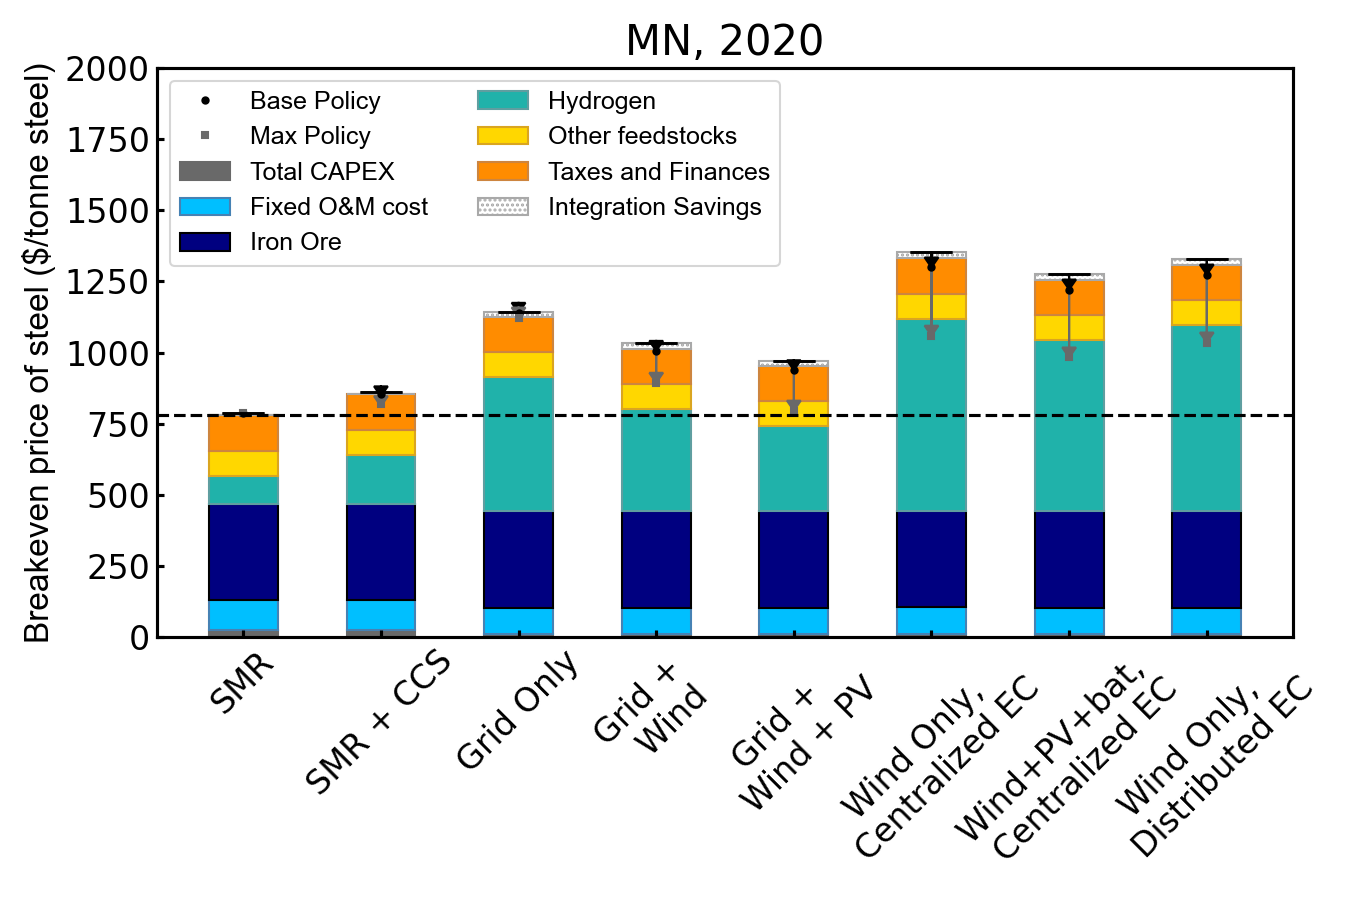 MN, 2020
Breakeven price of steel ($/tonne steel)
2000
1750
1500
1250
1000
750
500
250
0
Base Policy
Max Policy
Total CAPEX
Fixed O&M cost
Iron Ore
Hydrogen
Other feedstocks
Taxes and Finances
Integration Savings
SMR
SMR + CCS
Grid Only
Grid +
Wind
Grid +
Wind + PV
Wind Only,
Centralized EC
Wind+PV+bat,
Centralized EC
Wind Only,
Distributed EC